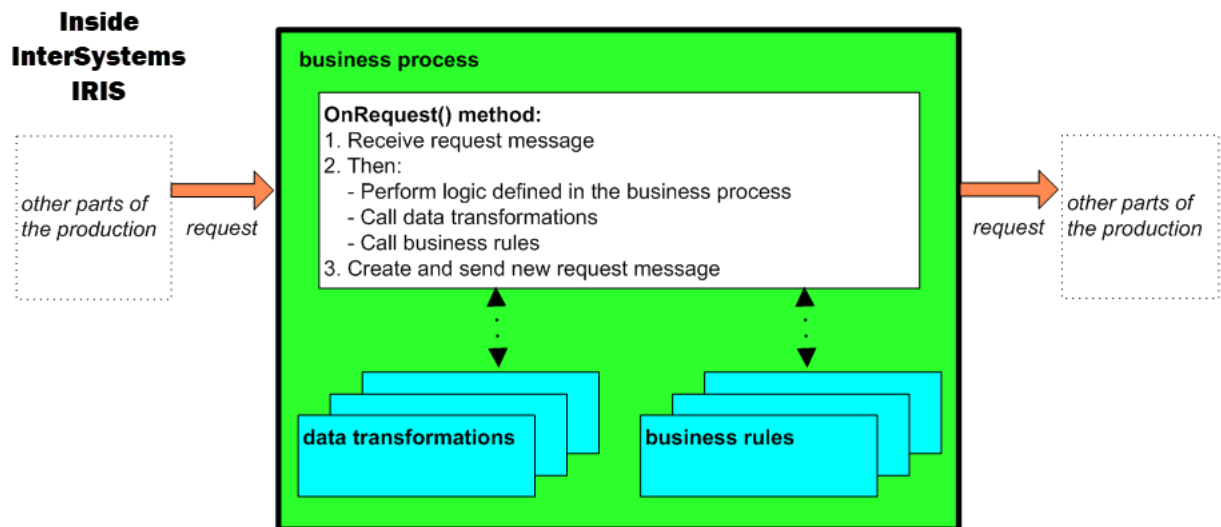 Inside
InterSystems
IRIS
business process
OnRequest() method:
1. Receive request message
2. Then:
- Perform logic defined in the business process
- Call data transformations
- Call business rules
3. Create and send new request message
other parts of
the production
request
request
other parts of
the production
data transformations
business rules